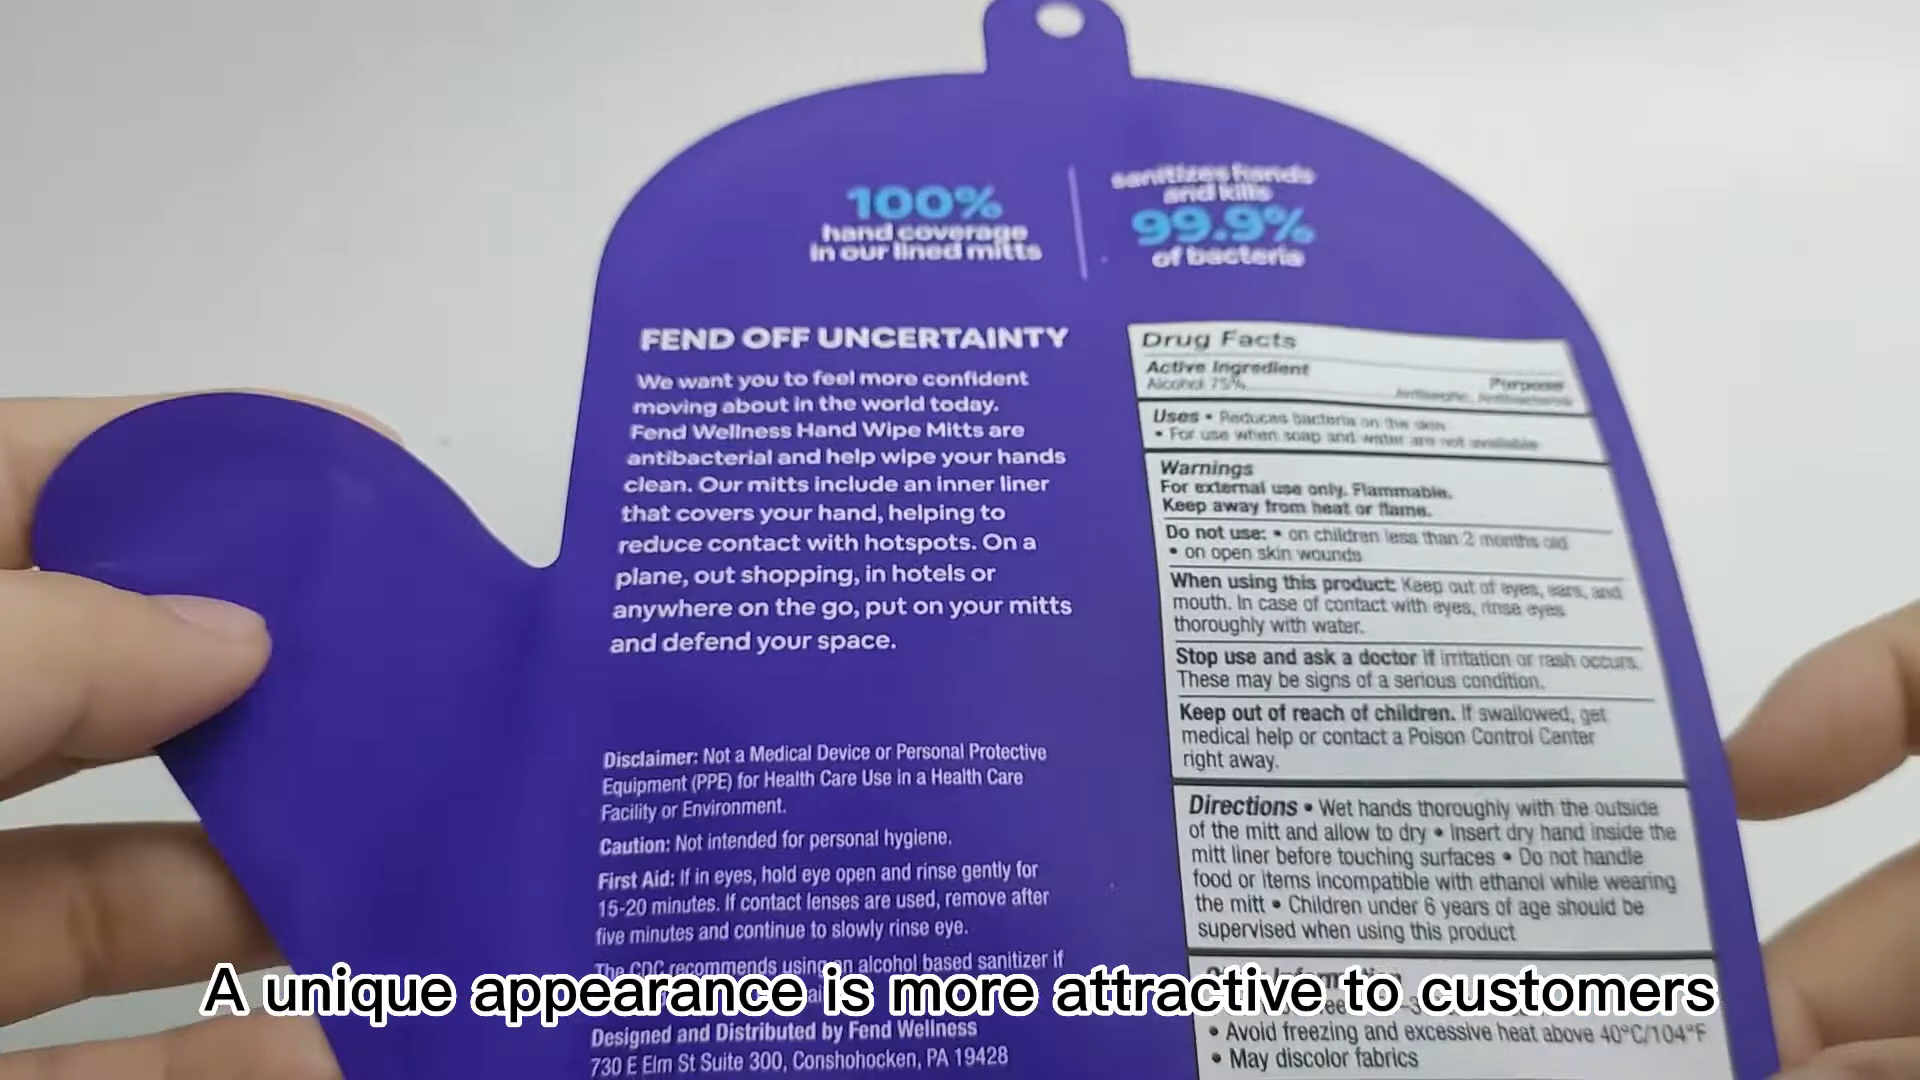 100%
hand coverage
in our lined mitts
sanitizes hands
and kills
99.9%
of bacteria
FEND OFF UNCERTAINTY
We want you to feel more confident
moving about in the world today.
Fend Wellness Hand Wipe Mitts are
antibacterial and help wipe your hands
clean. Our mitts include an inner liner
that covers your hand, helping to
reduce contact with hotspots. On a
plane, out shopping, in hotels or
anywhere on the go, put on your mitts
and defend your space.
Disclaimer: Not a Medical Device or Personal Protective
Equipment (PPE) for Health Care Use in a Health Care
Facility or Environment.
Caution: Not intended for personal hygiene.
First Aid: If in eyes, hold eye open and rinse gently for
15-20 minutes. If contact lenses are used, remove after
five minutes and continue to slowly rinse eye.
The CDC recommends using an alcohol based sanitizer if
Designed and Distributed by Fend Wellness
730 E Elm St Suite 300, Conshohocken, PA 19428
Drug Facts
Active Ingredient Purpose
Alcohol 75% Antiseptic, Antibacterial
Uses • Reduces bacteria on the skin
• For use when soap and water are not available
Warnings
For external use only. Flammable.
Keep away from heat or flame.
Do not use: • on children less than 2 months old
• on open skin wounds
When using this product: Keep out of eyes, ears, and
mouth. In case of contact with eyes, rinse eyes
thoroughly with water.
Stop use and ask a doctor if irritation or rash occurs.
These may be signs of a serious condition.
Keep out of reach of children. If swallowed, get
medical help or contact a Poison Control Center
right away.
Directions • Wet hands thoroughly with the outside
of the mitt and allow to dry • Insert dry hand inside the
mitt liner before touching surfaces • Do not handle
food or items incompatible with ethanol while wearing
the mitt • Children under 6 years of age should be
supervised when using this product
Other Information
• Avoid freezing and excessive heat above 40°C/104°F
• May discolor fabrics
A unique appearance is more attractive to customers